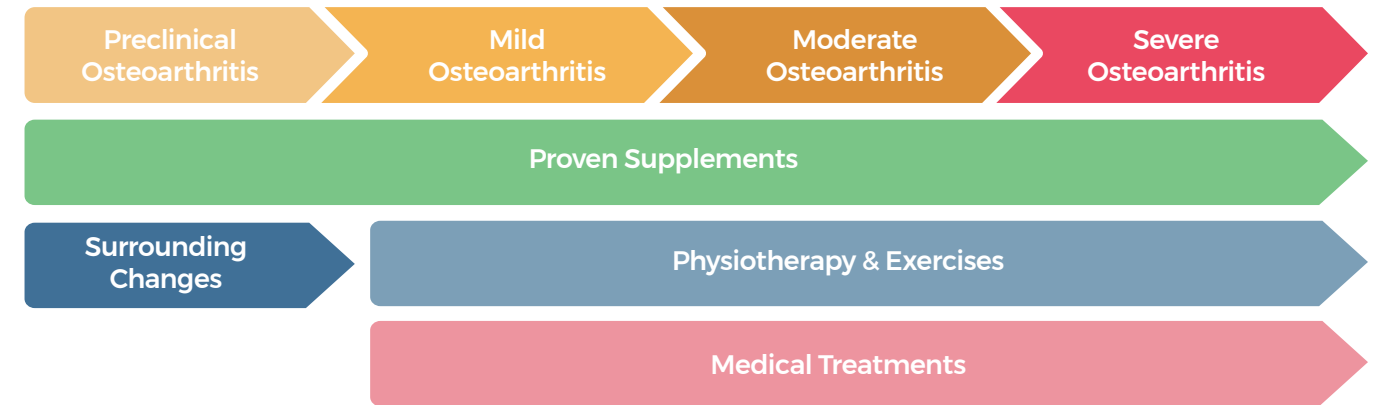 Preclinical
Osteoarthritis
Mild
Osteoarthritis
Moderate
Osteoarthritis
Severe
Osteoarthritis
Proven Supplements
Surrounding
Changes
Physiotherapy & Exercises
Medical Treatments